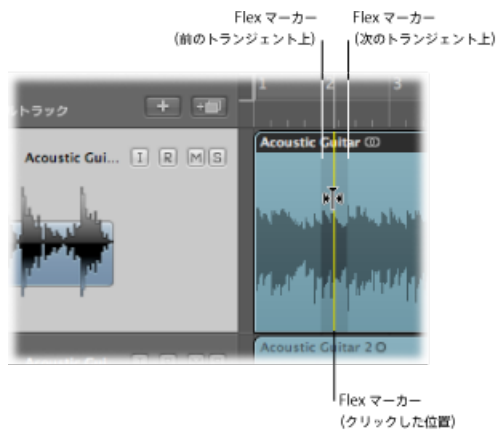 Flex マーカー
(前のトランジェント上)
Flex マーカー
(次のトランジェント上)
1 2 3
ルトラック
Acoustic Gui... I R M S
Acoustic Guitar
Acoustic Guitar 2
Flex マーカー
(クリックした位置)